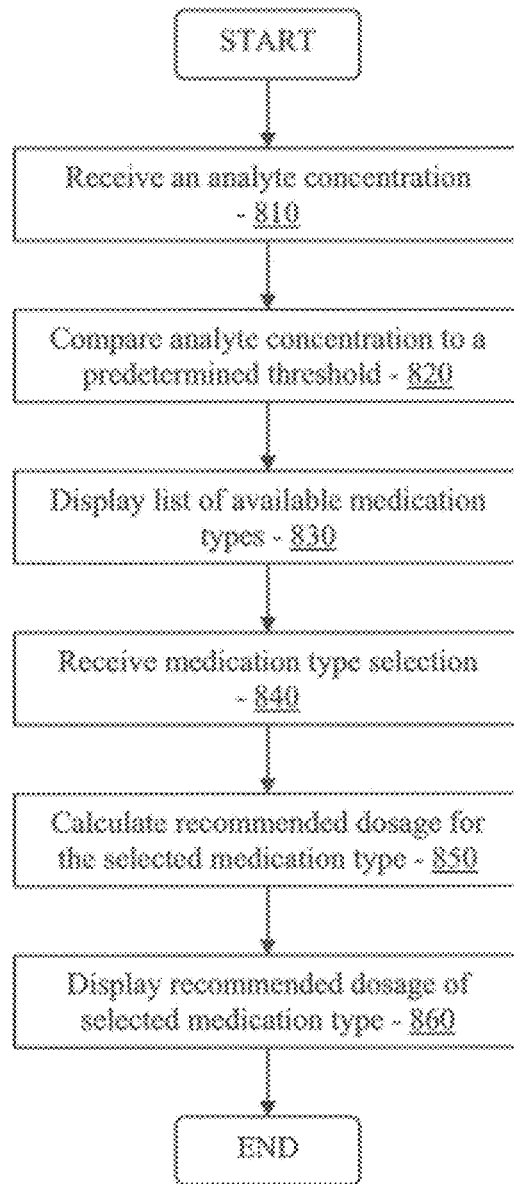 START
Receive an analyte concentration
- 810
Compare analyte concentration to a
predetermined threshold - 820
Display list of available medication
types - 830
Receive medication type selection
- 840
Calculate recommended dosage for
the selected medication type - 850
Display recommended dosage of
selected medication type - 860
END